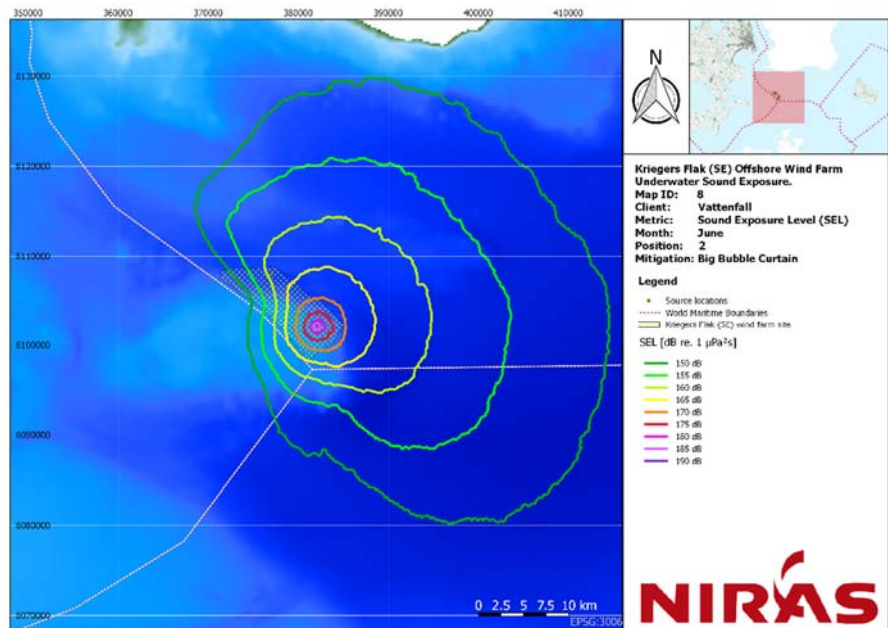 350000 360000 370000 380000 390000 400000 410000
6130000
6120000
6110000
6100000
6090000
6080000
6070000
0 2.5 5 7.5 10 km
EPSG:3006
N
Kriegers Flak (SE) Offshore Wind Farm
Underwater Sound Exposure.
Map ID: 8
Client: Vattenfall
Metric: Sound Exposure Level (SEL)
Month: June
Position: 2
Mitigation: Big Bubble Curtain
Legend
Source locations
World Maritime Boundaries
Kriegers Flak (SE) wind farm site
SEL [dB re. 1 µPa²s]
150 dB
155 dB
160 dB
165 dB
170 dB
175 dB
180 dB
185 dB
190 dB
NIRAS